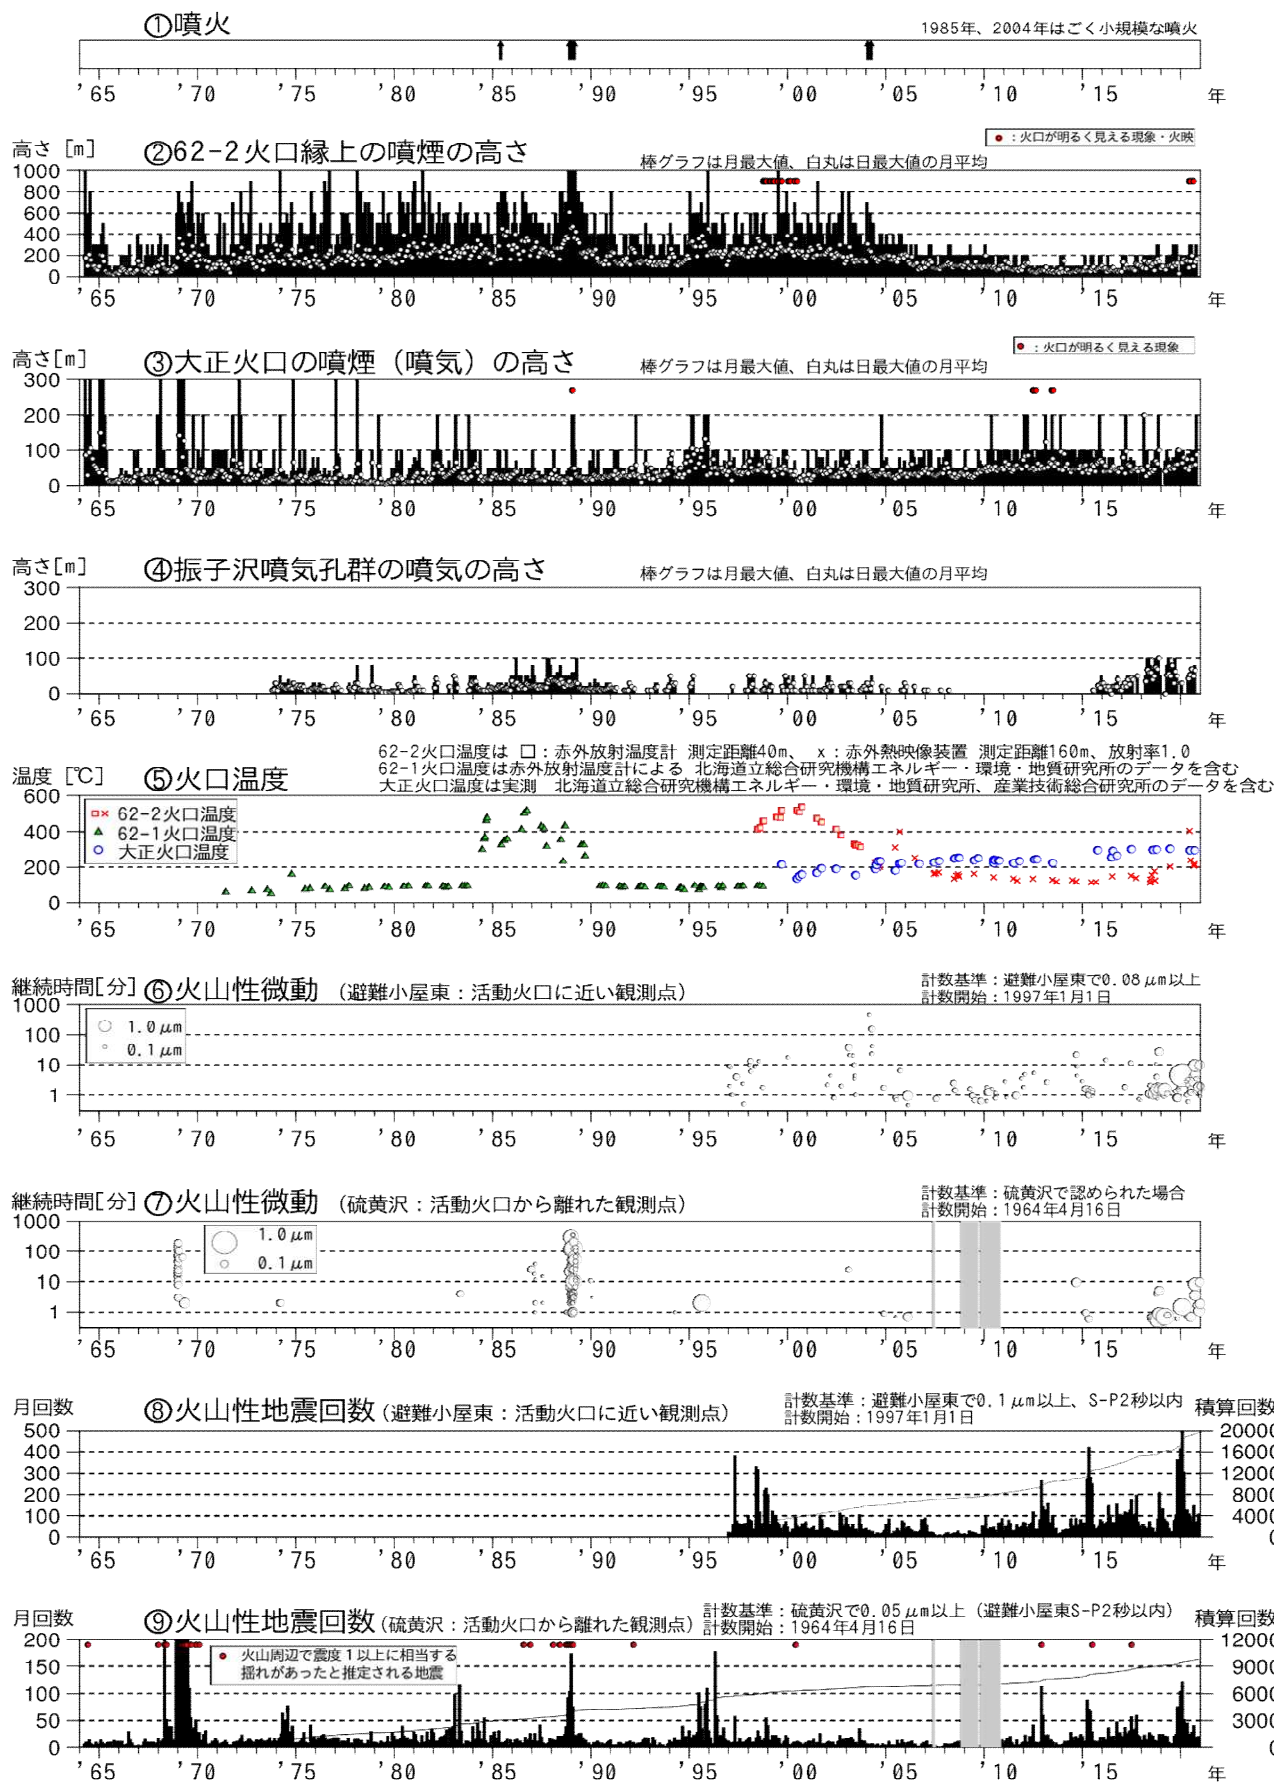 ①噴火
1985年、2004年はごく小規模な噴火
'65 '70 '75 '80 '85 '90 '95 '00 '05 '10 '15 年
●：火口が明るく見える現象・火映
高さ [m] ②62-2火口縁上の噴煙の高さ
棒グラフは月最大値、白丸は日最大値の月平均
1000
800
600
400
200
0
'65 '70 '75 '80 '85 '90 '95 '00 '05 '10 '15 年
●：火口が明るく見える現象
高さ[m] ③大正火口の噴煙（噴気）の高さ
棒グラフは月最大値、白丸は日最大値の月平均
300
200
100
0
'65 '70 '75 '80 '85 '90 '95 '00 '05 '10 '15 年
高さ[m] ④振子沢噴気孔群の噴気の高さ
棒グラフは月最大値、白丸は日最大値の月平均
300
200
100
0
'65 '70 '75 '80 '85 '90 '95 '00 '05 '10 '15 年
62-2火口温度は □：赤外放射温度計 測定距離40m、 x：赤外熱映像装置 測定距離160m、放射率1.0
62-1火口温度は赤外放射温度計による 北海道立総合研究機構エネルギー・環境・地質研究所のデータを含む
大正火口温度は実測 北海道立総合研究機構エネルギー・環境・地質研究所、産業技術総合研究所のデータを含む
温度 [℃] ⑤火口温度
600
400
200
0
□× 62-2火口温度
▲ 62-1火口温度
○ 大正火口温度
'65 '70 '75 '80 '85 '90 '95 '00 '05 '10 '15 年
継続時間[分] ⑥火山性微動 (避難小屋東：活動火口に近い観測点)
計数基準：避難小屋東で0.08μm以上
計数開始：1997年1月1日
1000
100
10
1
○ 1.0μm
○ 0.1μm
'65 '70 '75 '80 '85 '90 '95 '00 '05 '10 '15 年
継続時間[分] ⑦火山性微動 (硫黄沢：活動火口から離れた観測点)
計数基準：硫黄沢で認められた場合
計数開始：1964年4月16日
1000
100
10
1
○ 1.0μm
○ 0.1μm
'65 '70 '75 '80 '85 '90 '95 '00 '05 '10 '15 年
月回数 ⑧火山性地震回数 (避難小屋東：活動火口に近い観測点)
計数基準：避難小屋東で0.1μm以上、S-P2秒以内
計数開始：1997年1月1日
積算回数
500 20000
400 16000
300 12000
200 8000
100 4000
0 0
'65 '70 '75 '80 '85 '90 '95 '00 '05 '10 '15 年
月回数 ⑨火山性地震回数 (硫黄沢：活動火口から離れた観測点)
計数基準：硫黄沢で0.05μm以上 (避難小屋東S-P2秒以内)
計数開始：1964年4月16日
積算回数
200 12000
150 9000
100 6000
50 3000
0 0
● 火山周辺で震度1以上に相当する
揺れがあったと推定される地震
'65 '70 '75 '80 '85 '90 '95 '00 '05 '10 '15 年